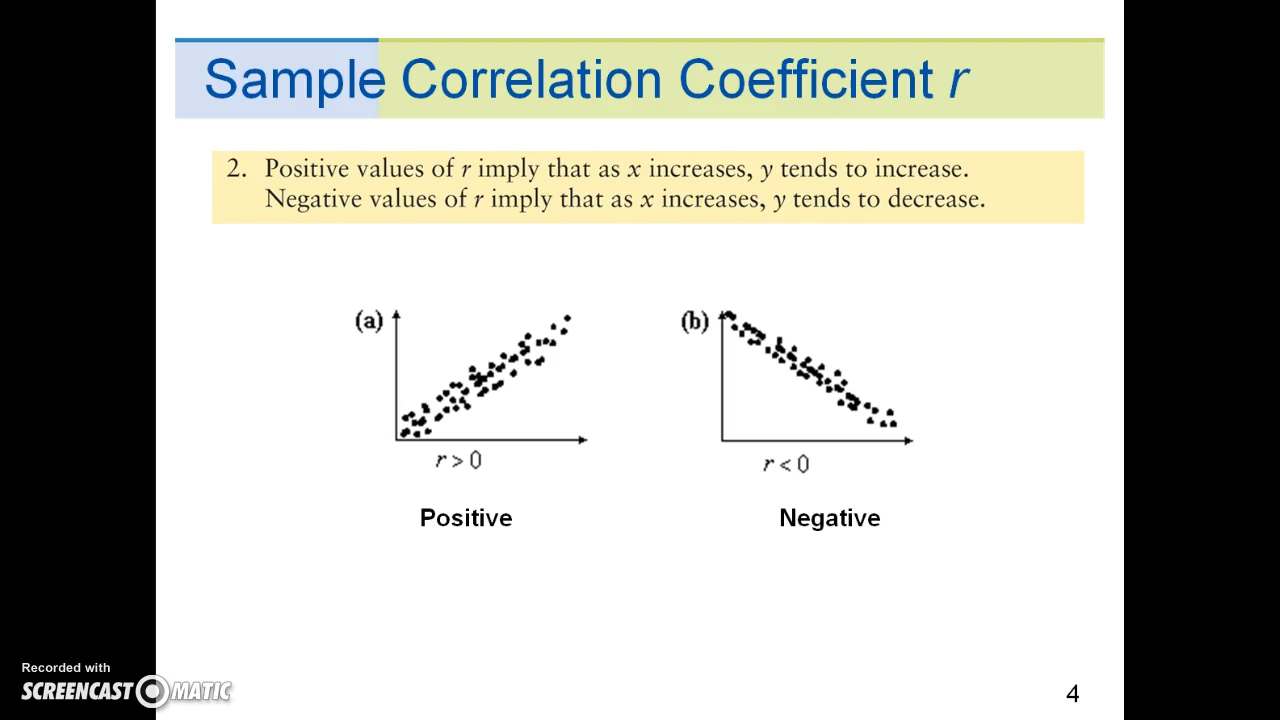 Sample Correlation Coefficient r
2. Positive values of r imply that as x increases, y tends to increase.
Negative values of r imply that as x increases, y tends to decrease.
(a)
(b)
r > 0
r < 0
Positive
Negative
Recorded with
SCREENCAST MATIC
4